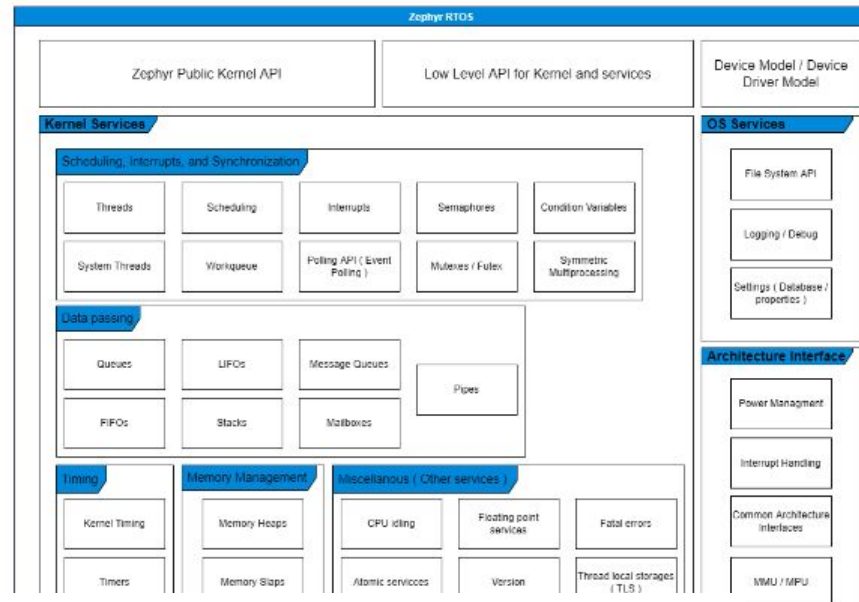 Zephyr RTOS
Zephyr Public Kernel API
Low Level API for Kernel and services
Device Model / Device
Driver Model
Kernel Services
Scheduling, Interrupts, and Synchronization
Threads
Scheduling
Interrupts
Semaphores
Condition Variables
System Threads
Workqueue
Polling API ( Event
Polling )
Mutexes / Futex
Symmetric
Multiprocessing
Data passing
Queues
LIFOs
Message Queues
Pipes
FIFOs
Stacks
Mailboxes
Timing
Kernel Timing
Timers
Memory Management
Memory Heaps
Memory Slaps
Miscellanous ( Other services )
CPU idling
Floating point
services
Fatal errors
Atomic servicces
Version
Thread local storages
( TLS )
OS Services
File System API
Logging / Debug
Settings ( Database /
properties )
Architecture Interface
Power Managment
Interrupt Handling
Common Architecture
Interfaces
MMU / MPU